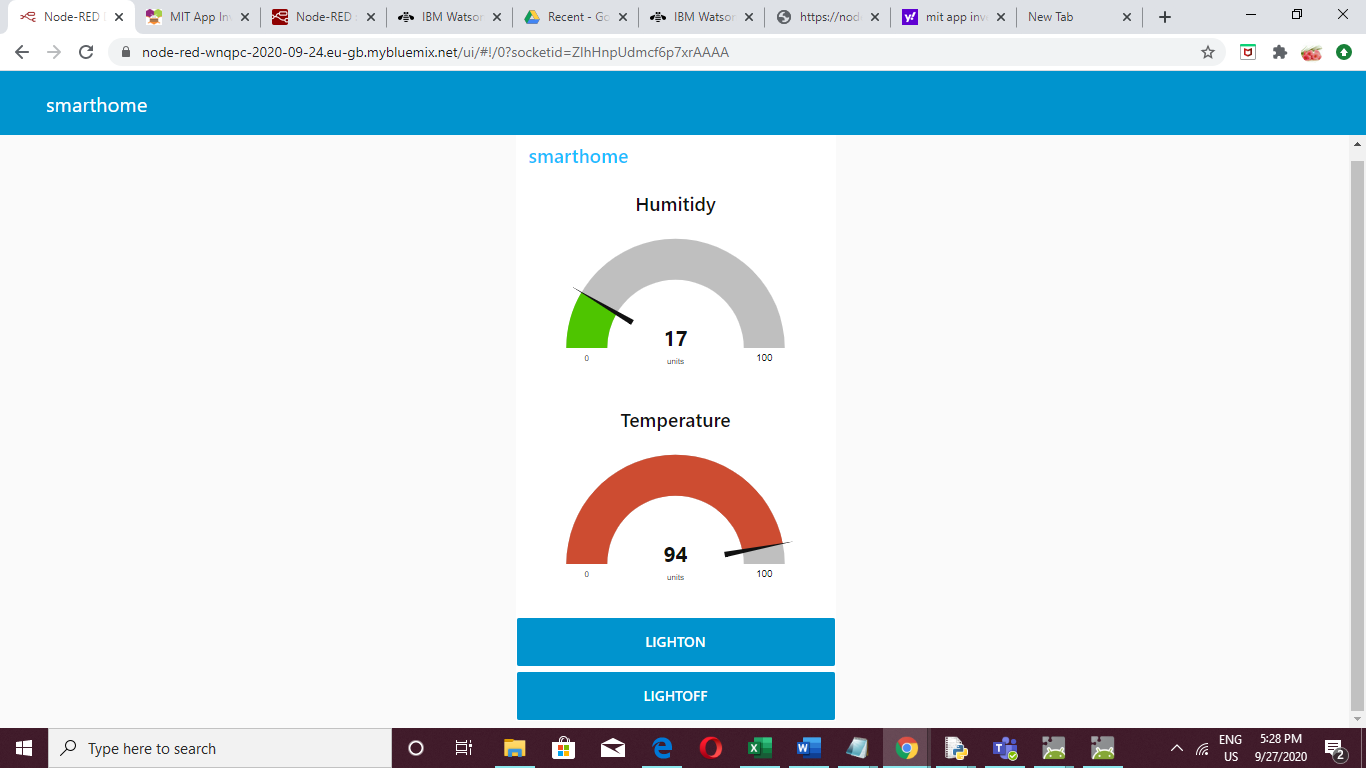 Node-RED
MIT App In
Node-RED
IBM Watson
Recent - Go
IBM Watson
https://nod
mit app inv
New Tab
node-red-wnqpc-2020-09-24.eu-gb.mybluemix.net/ui/#!/0?socketid=ZIhHnpUdmcf6p7xrAAAA
smarthome
smarthome
Humitidy
17
units
0
100
Temperature
94
units
0
100
LIGHTON
LIGHTOFF
Type here to search
ENG
US
5:28 PM
9/27/2020
2